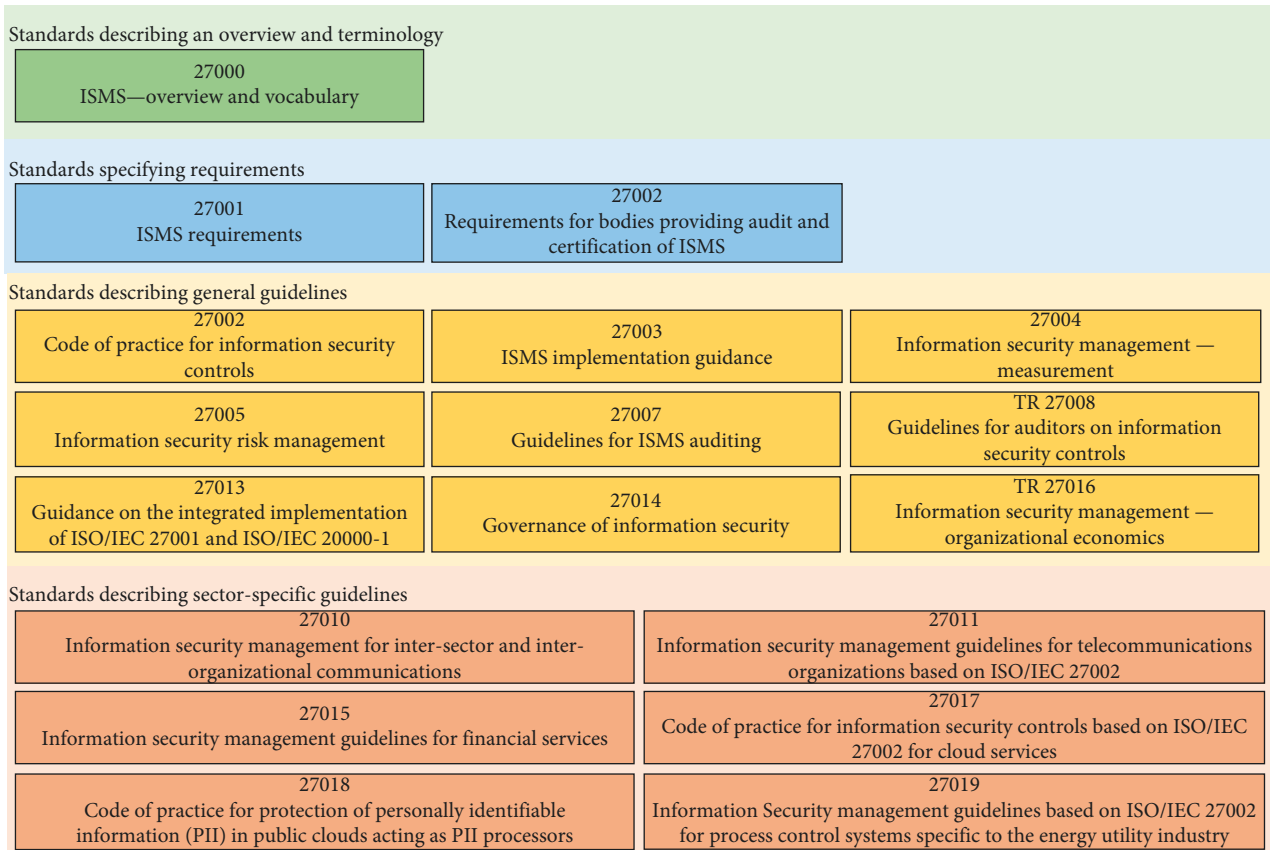 Standards describing an overview and terminology
27000
ISMS—overview and vocabulary
Standards specifying requirements
27001
ISMS requirements
27002
Requirements for bodies providing audit and
certification of ISMS
Standards describing general guidelines
27002
Code of practice for information security
controls
27003
ISMS implementation guidance
27004
Information security management —
measurement
27005
Information security risk management
27007
Guidelines for ISMS auditing
TR 27008
Guidelines for auditors on information
security controls
27013
Guidance on the integrated implementation
of ISO/IEC 27001 and ISO/IEC 20000-1
27014
Governance of information security
TR 27016
Information security management —
organizational economics
Standards describing sector-specific guidelines
27010
Information security management for inter-sector and inter-
organizational communications
27011
Information security management guidelines for telecommunications
organizations based on ISO/IEC 27002
27015
Information security management guidelines for financial services
27017
Code of practice for information security controls based on ISO/IEC
27002 for cloud services
27018
Code of practice for protection of personally identifiable
information (PII) in public clouds acting as PII processors
27019
Information Security management guidelines based on ISO/IEC 27002
for process control systems specific to the energy utility industry